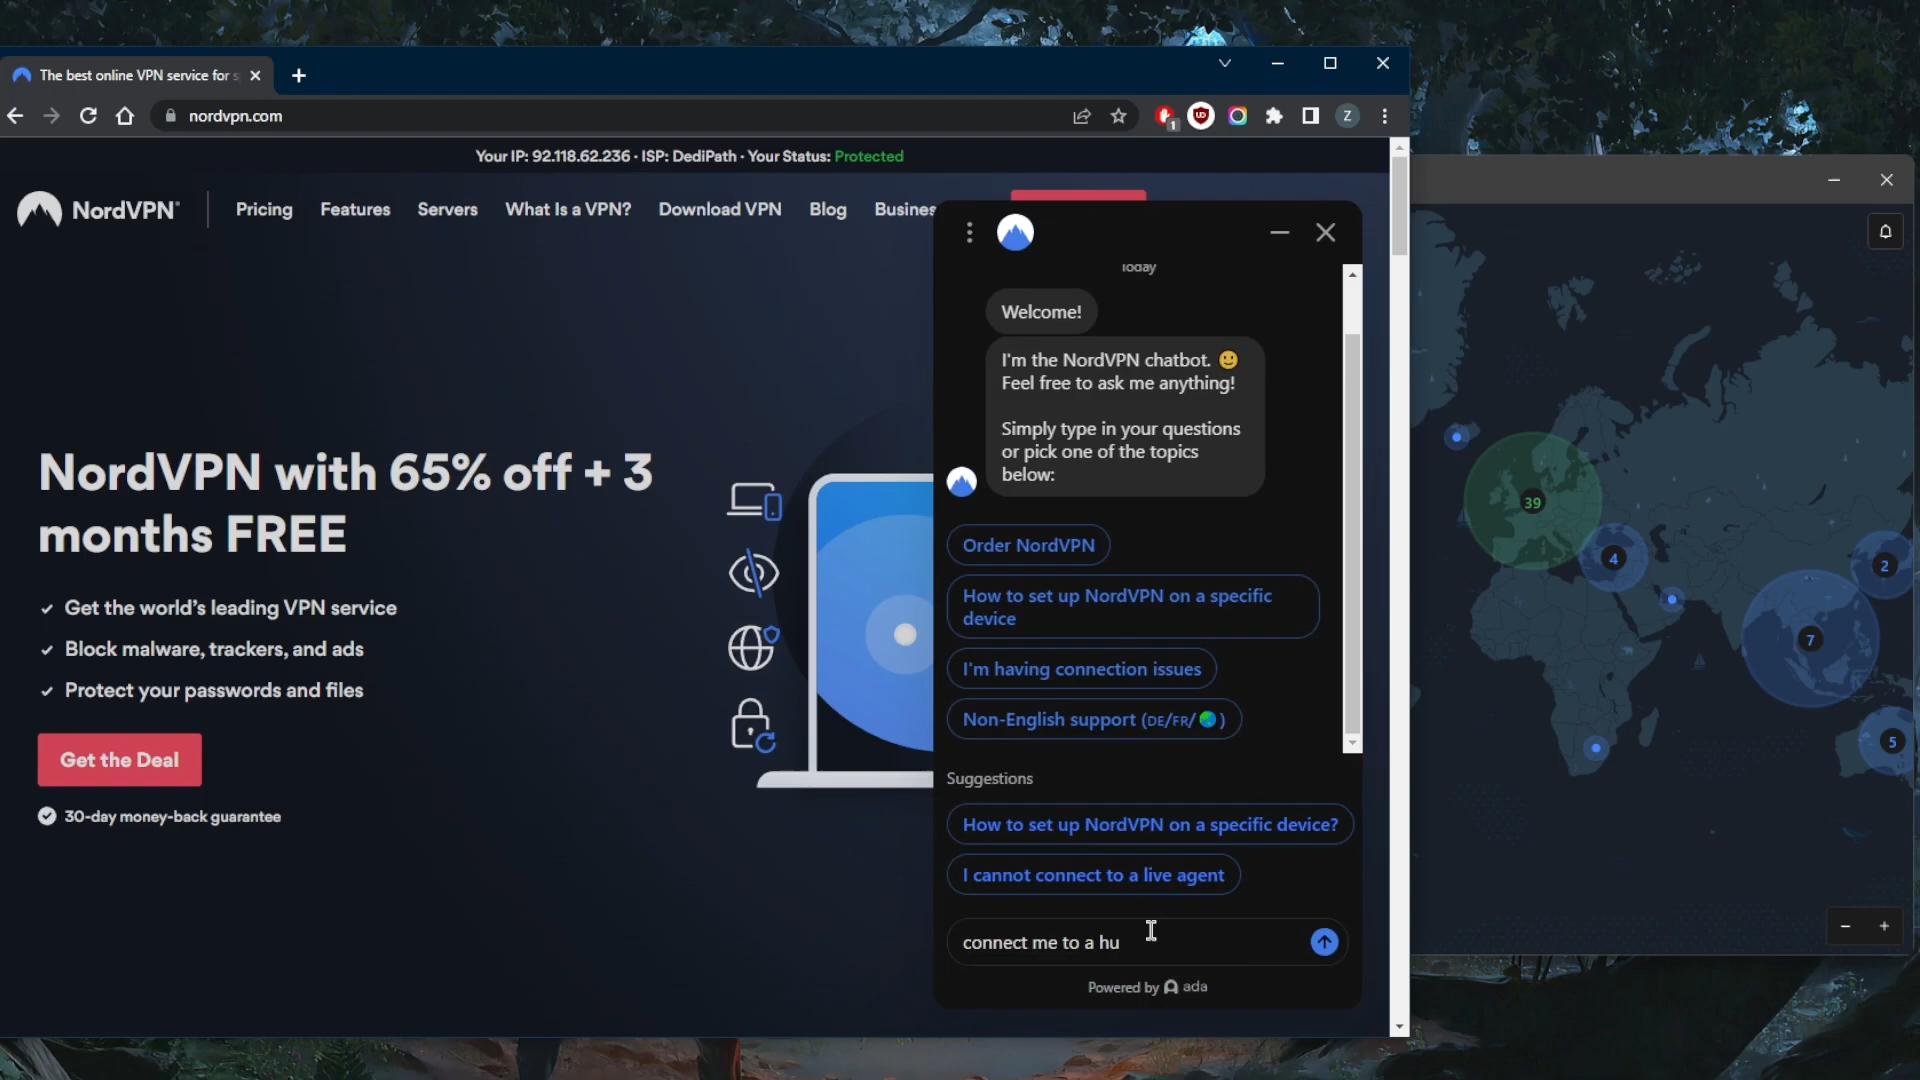 The best online VPN service for s
nordvpn.com
1
Z
Your IP: 92.118.62.236 · ISP: DediPath · Your Status: Protected
NordVPN®
Pricing
Features
Servers
What Is a VPN?
Download VPN
Blog
Busines
NordVPN with 65% off + 3
months FREE
Get the world's leading VPN service
Block malware, trackers, and ads
Protect your passwords and files
Get the Deal
30-day money-back guarantee
Today
Welcome!
I'm the NordVPN chatbot. 🙂
Feel free to ask me anything!
Simply type in your questions
or pick one of the topics
below:
Order NordVPN
How to set up NordVPN on a specific
device
I'm having connection issues
Non-English support (DE/FR/🌏)
Suggestions
How to set up NordVPN on a specific device?
I cannot connect to a live agent
connect me to a hu
Powered by ada
39
4
2
7
5